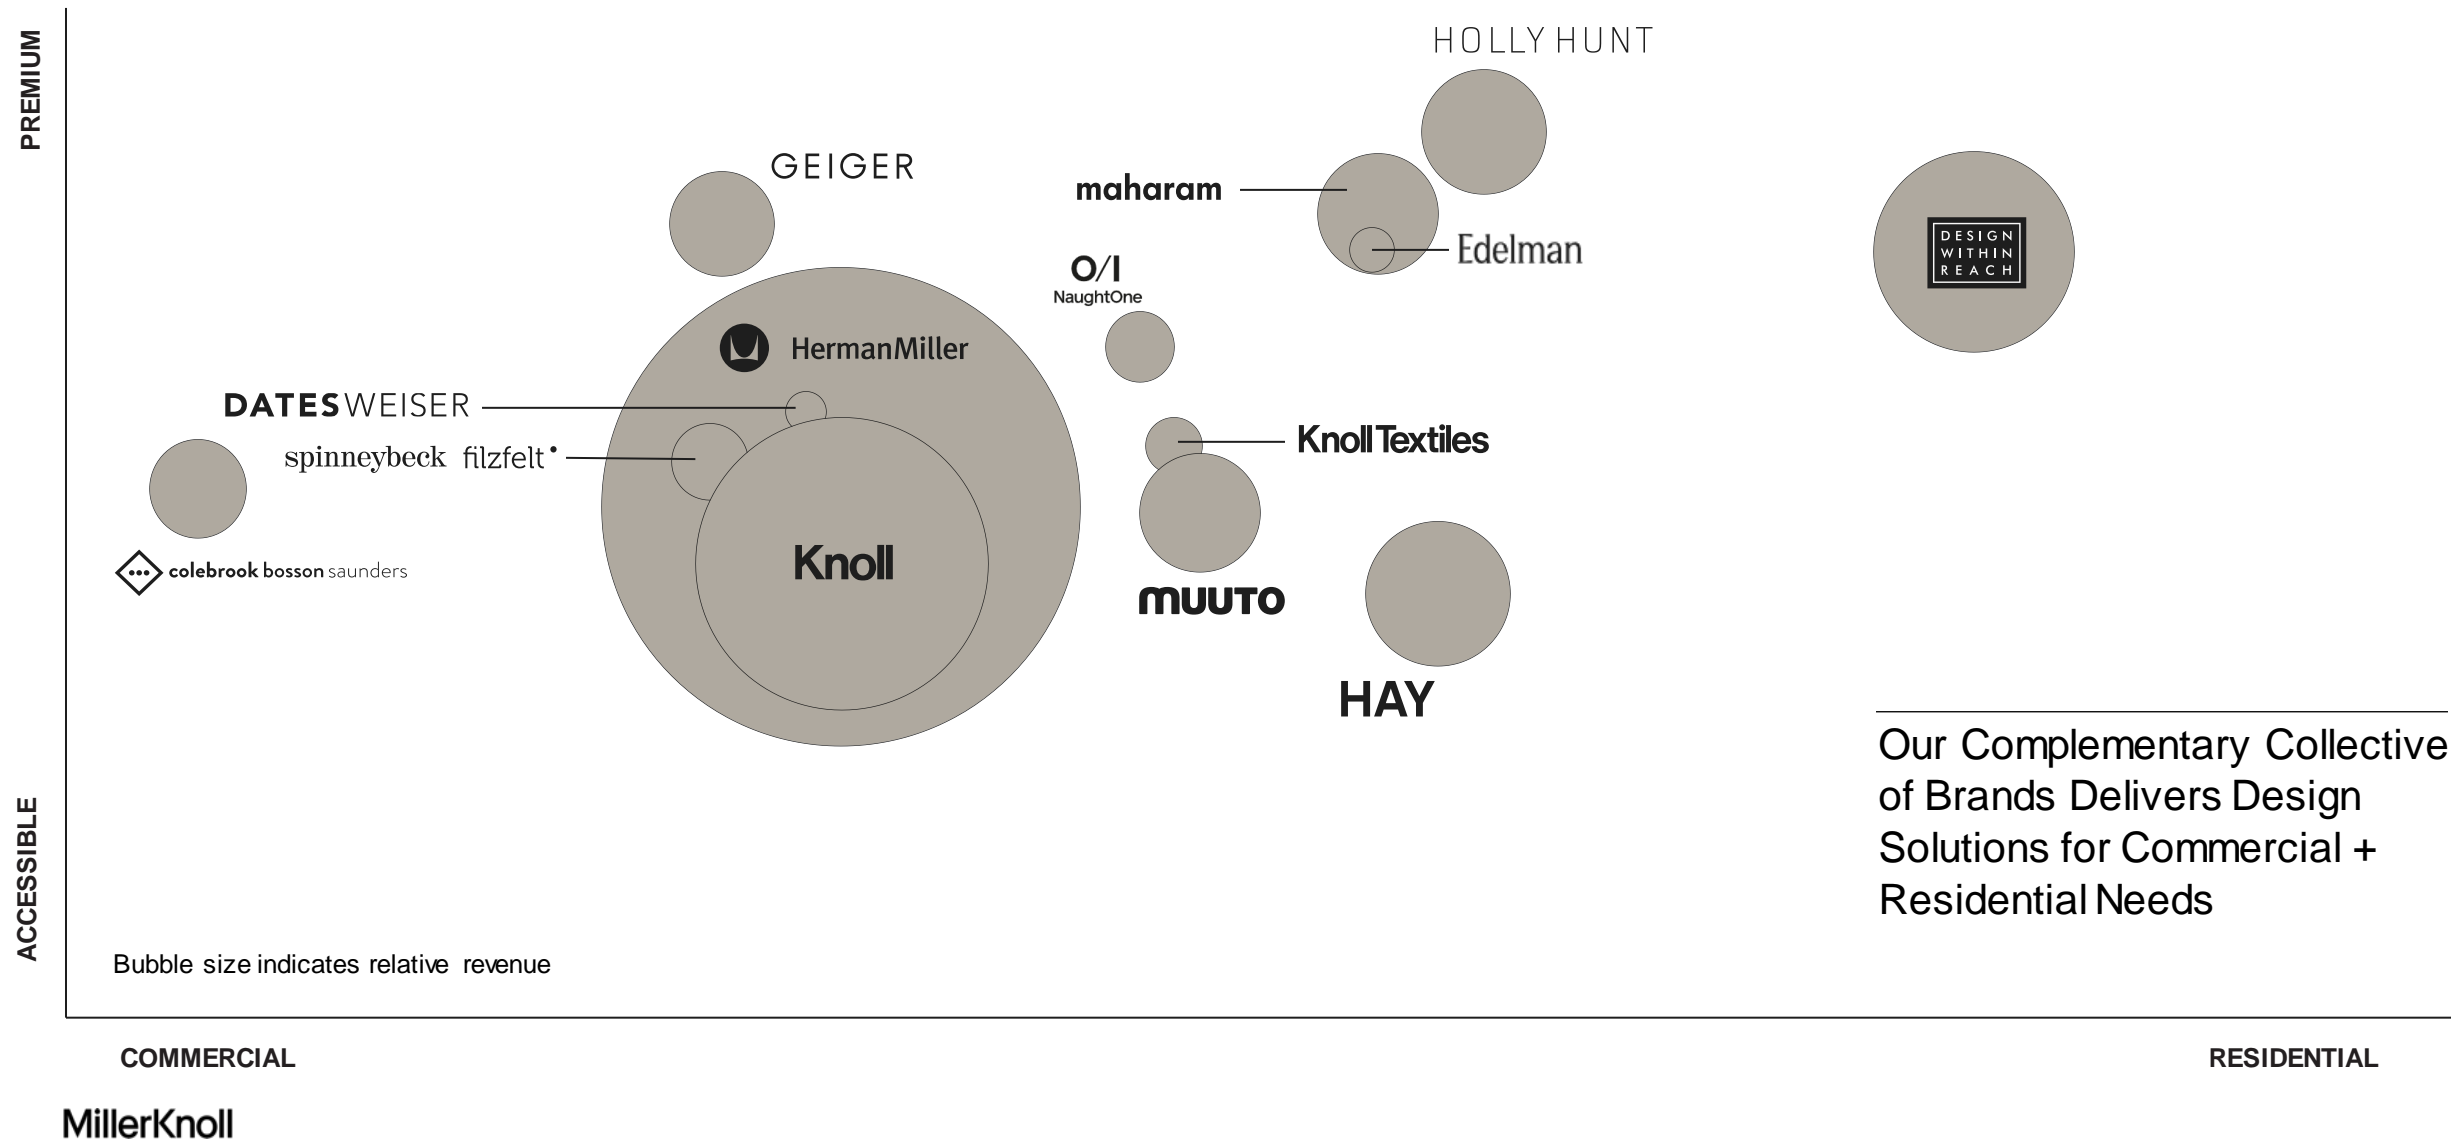 PREMIUM
HOLLY HUNT
GEIGER
maharam
Edelman
DESIGN
WITHIN
REACH
O/I
NaughtOne
HermanMiller
DATESWEISER
spinneybeck filzfelt
KnollTextiles
colebrook bosson saunders
Knoll
MUUTO
HAY
Our Complementary Collective
of Brands Delivers Design
Solutions for Commercial +
Residential Needs
ACCESSIBLE
Bubble size indicates relative revenue
COMMERCIAL
RESIDENTIAL
MillerKnoll